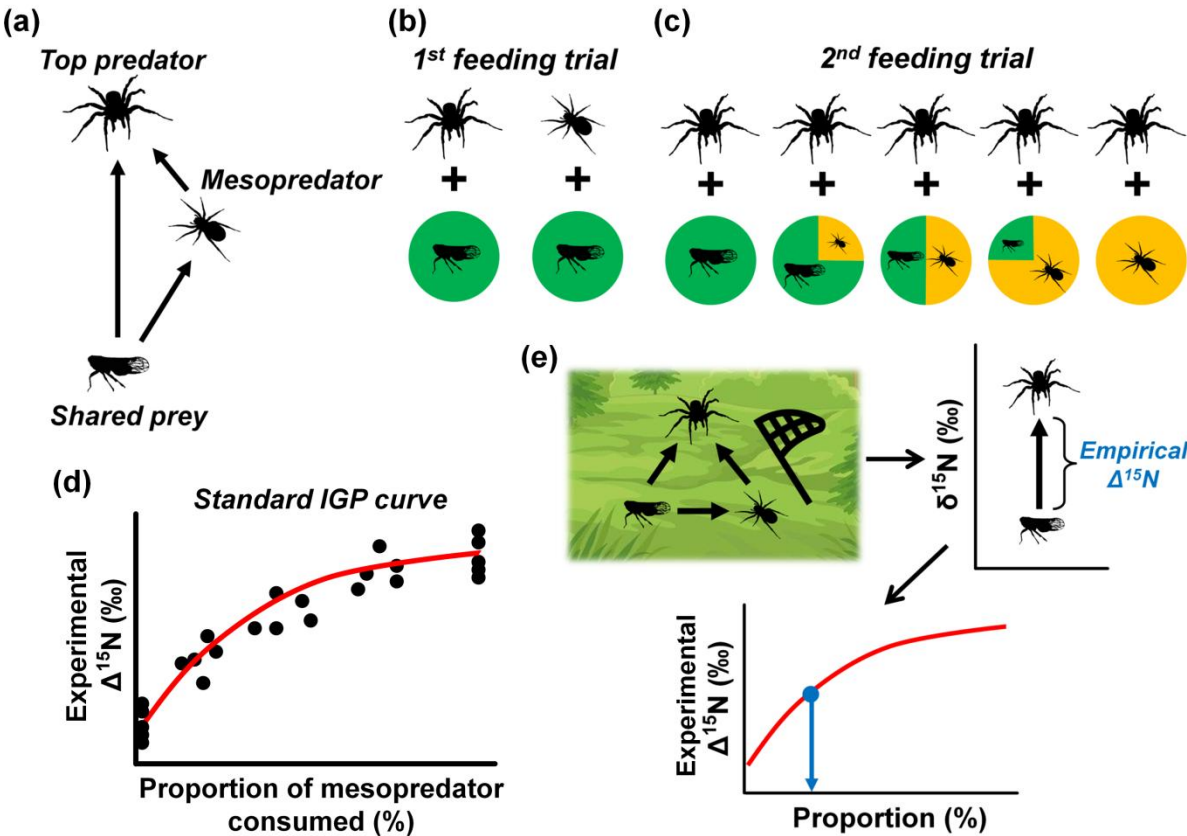 (a)
Top predator
Mesopredator
Shared prey
(b)
1st feeding trial
+
+
(c)
2nd feeding trial
+
+
+
+
+
(d)
Standard IGP curve
Experimental
Δ15N (‰)
Proportion of mesopredator
consumed (%)
(e)
δ15N (‰)
Empirical
Δ15N
Experimental
Δ15N (‰)
Proportion (%)